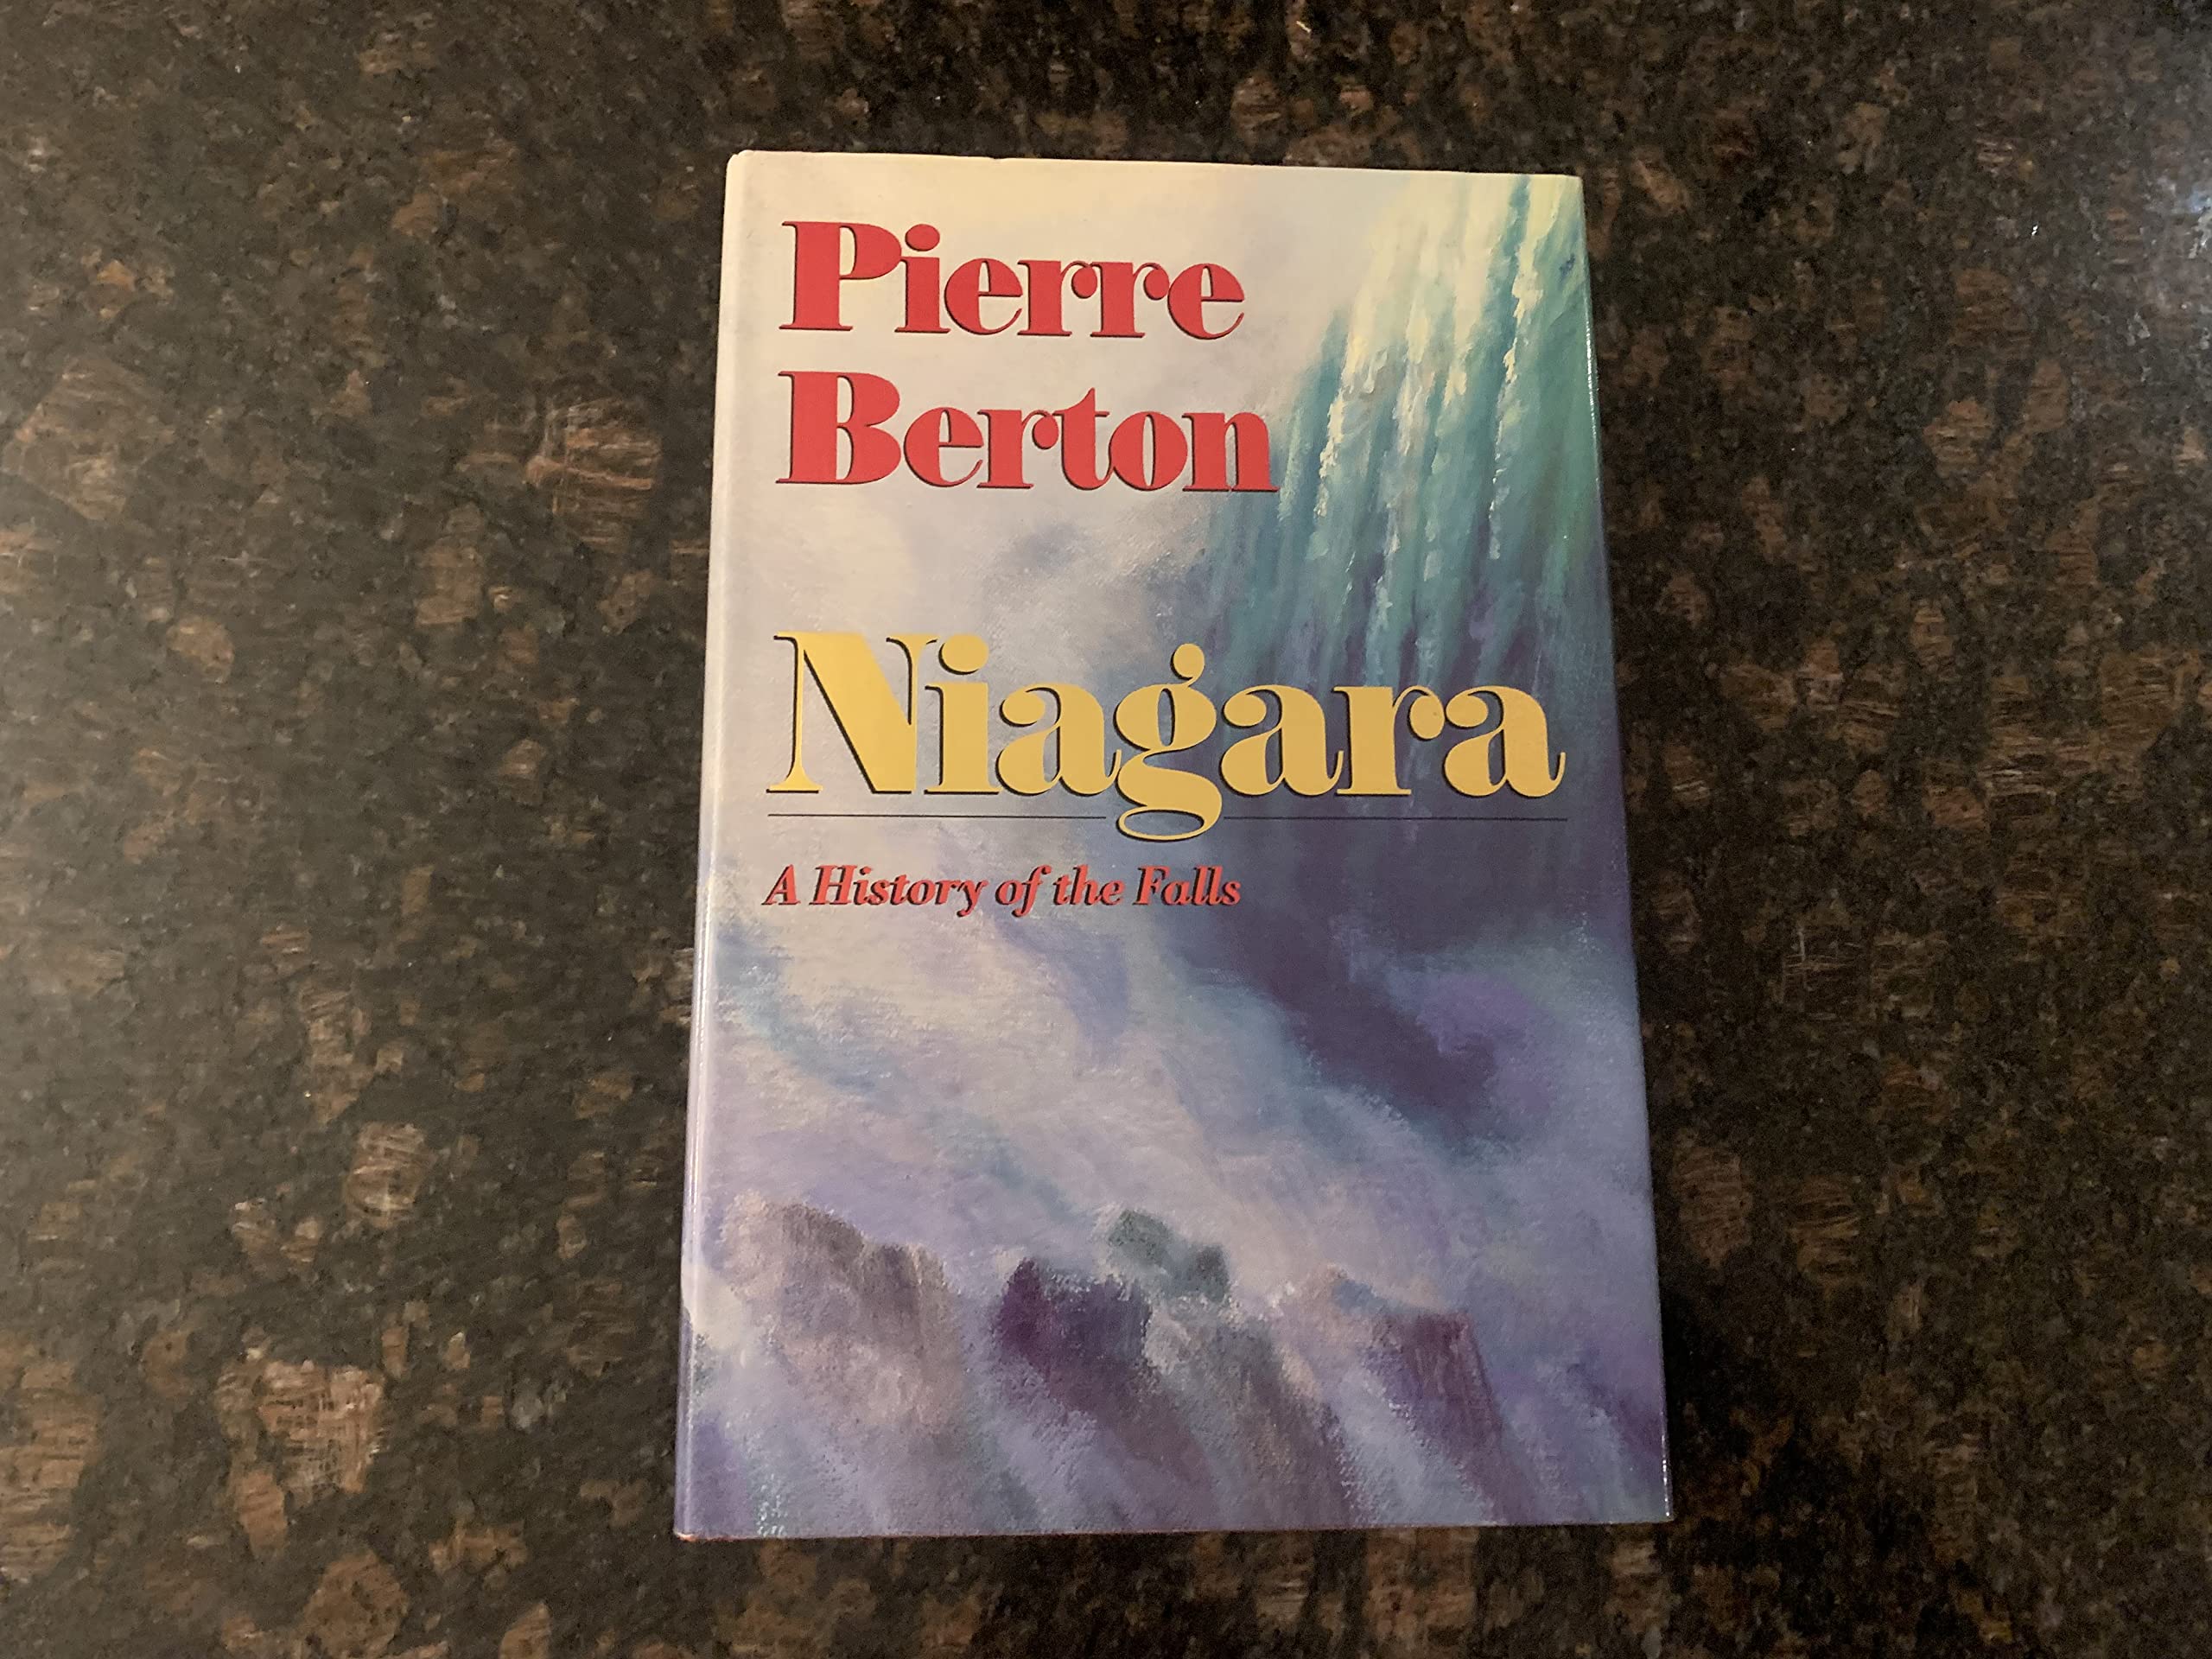 Pierre
Berton
Niagara
A History of the Falls